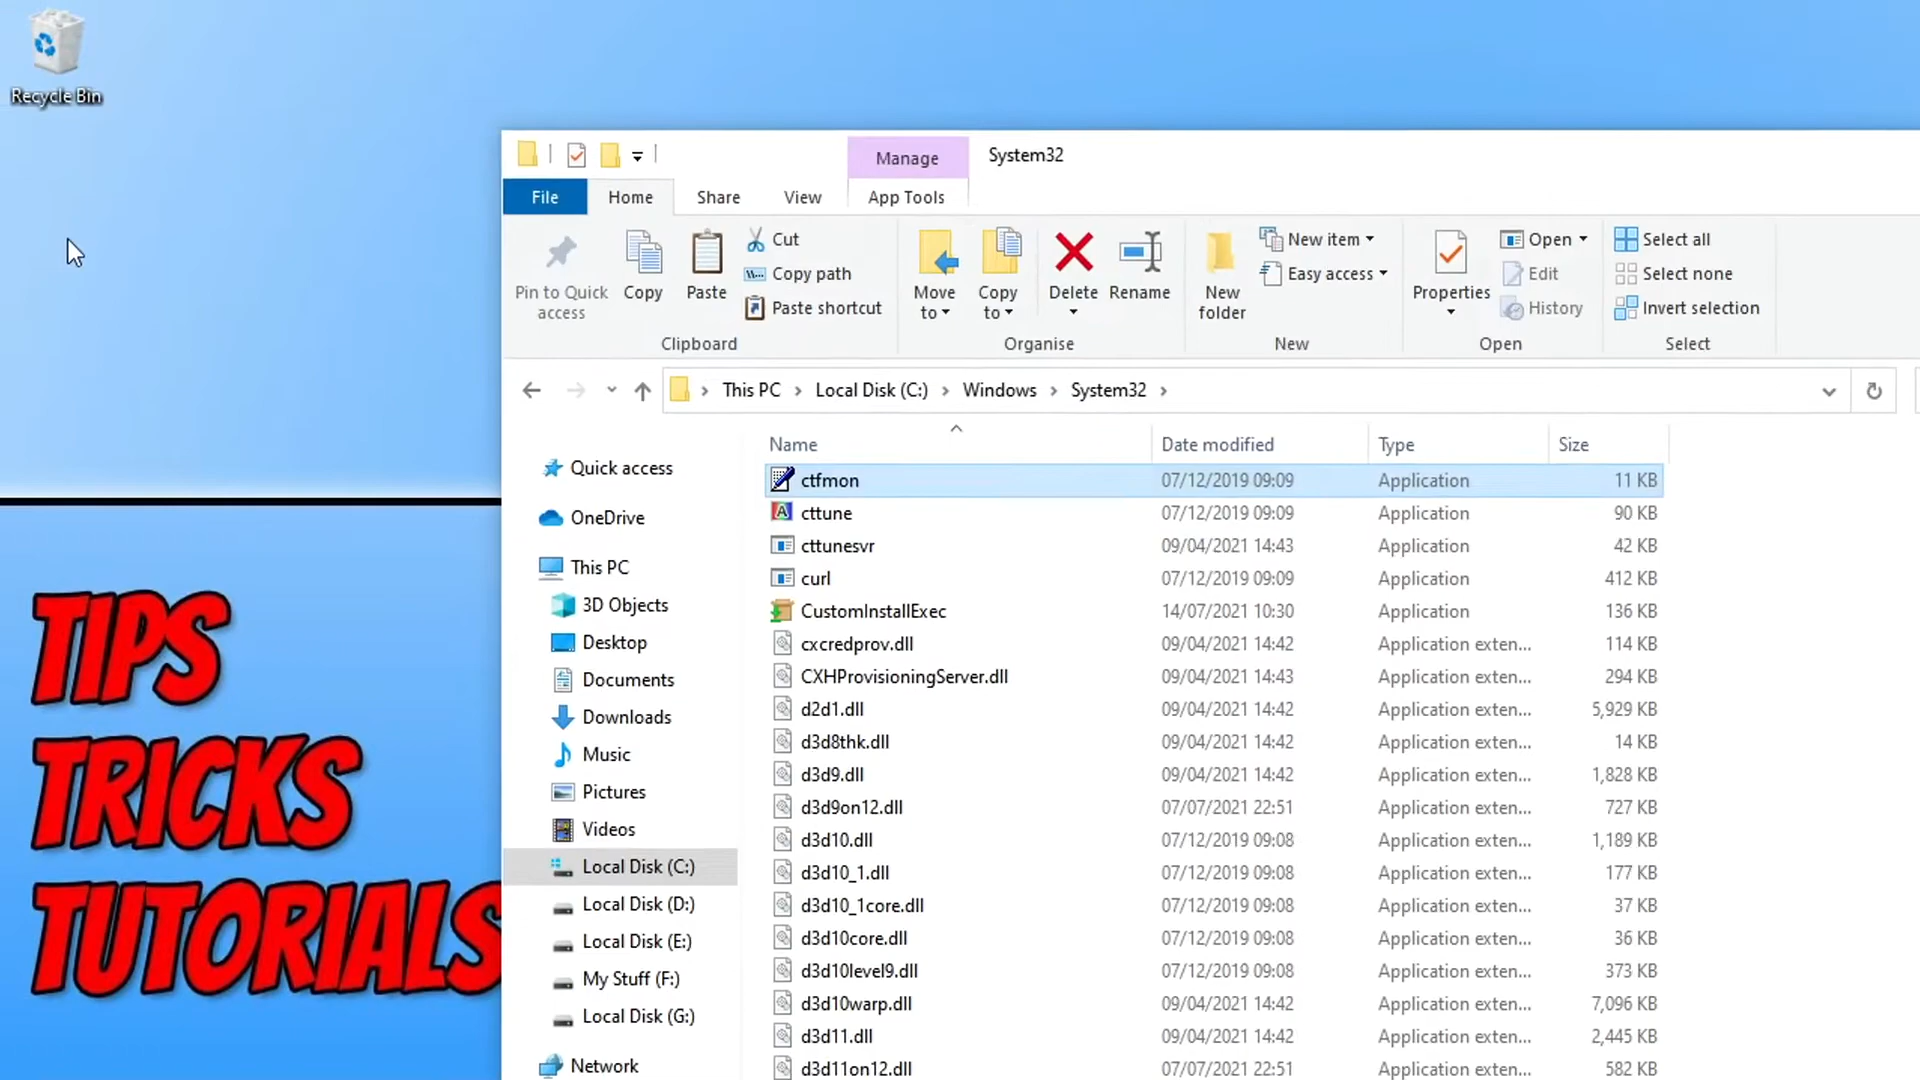 Recycle Bin
Manage
System32
File
Home
Share
View
App Tools
Pin to Quick access
Copy
Paste
Cut
Copy path
Paste shortcut
Clipboard
Move to
Copy to
Delete
Rename
Organise
New folder
New item
Easy access
New
Properties
Open
Edit
History
Open
Select all
Select none
Invert selection
Select
This PC > Local Disk (C:) > Windows > System32 >
Quick access
OneDrive
This PC
3D Objects
Desktop
Documents
Downloads
Music
Pictures
Videos
Local Disk (C:)
Local Disk (D:)
Local Disk (E:)
My Stuff (F:)
Local Disk (G:)
Network
Name Date modified Type Size
ctfmon 07/12/2019 09:09 Application 11 KB
cttune 07/12/2019 09:09 Application 90 KB
cttunesvr 09/04/2021 14:43 Application 42 KB
curl 07/12/2019 09:09 Application 412 KB
CustomInstallExec 14/07/2021 10:30 Application 136 KB
cxcredprov.dll 09/04/2021 14:42 Application exten... 114 KB
CXHProvisioningServer.dll 09/04/2021 14:43 Application exten... 294 KB
d2d1.dll 09/04/2021 14:42 Application exten... 5,929 KB
d3d8thk.dll 09/04/2021 14:42 Application exten... 14 KB
d3d9.dll 09/04/2021 14:42 Application exten... 1,828 KB
d3d9on12.dll 07/07/2021 22:51 Application exten... 727 KB
d3d10.dll 07/12/2019 09:08 Application exten... 1,189 KB
d3d10_1.dll 07/12/2019 09:08 Application exten... 177 KB
d3d10_1core.dll 07/12/2019 09:08 Application exten... 37 KB
d3d10core.dll 07/12/2019 09:08 Application exten... 36 KB
d3d10level9.dll 07/12/2019 09:08 Application exten... 373 KB
d3d10warp.dll 09/04/2021 14:42 Application exten... 7,096 KB
d3d11.dll 09/04/2021 14:42 Application exten... 2,445 KB
d3d11on12.dll 07/07/2021 22:51 Application exten... 582 KB
TIPS
TRICKS
TUTORIALS